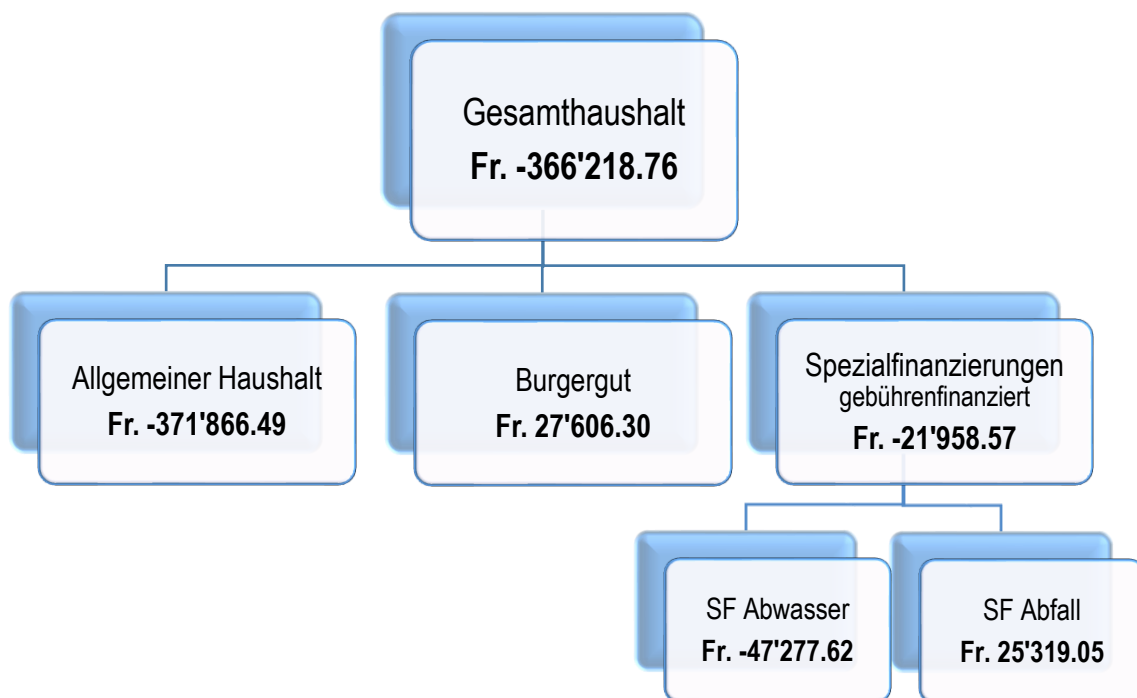 Gesamthaushalt
Fr. -366'218.76
Allgemeiner Haushalt
Fr. -371'866.49
Burgergut
Fr. 27'606.30
Spezialfinanzierungen
gebührenfinanziert
Fr. -21'958.57
SF Abwasser
Fr. -47'277.62
SF Abfall
Fr. 25'319.05